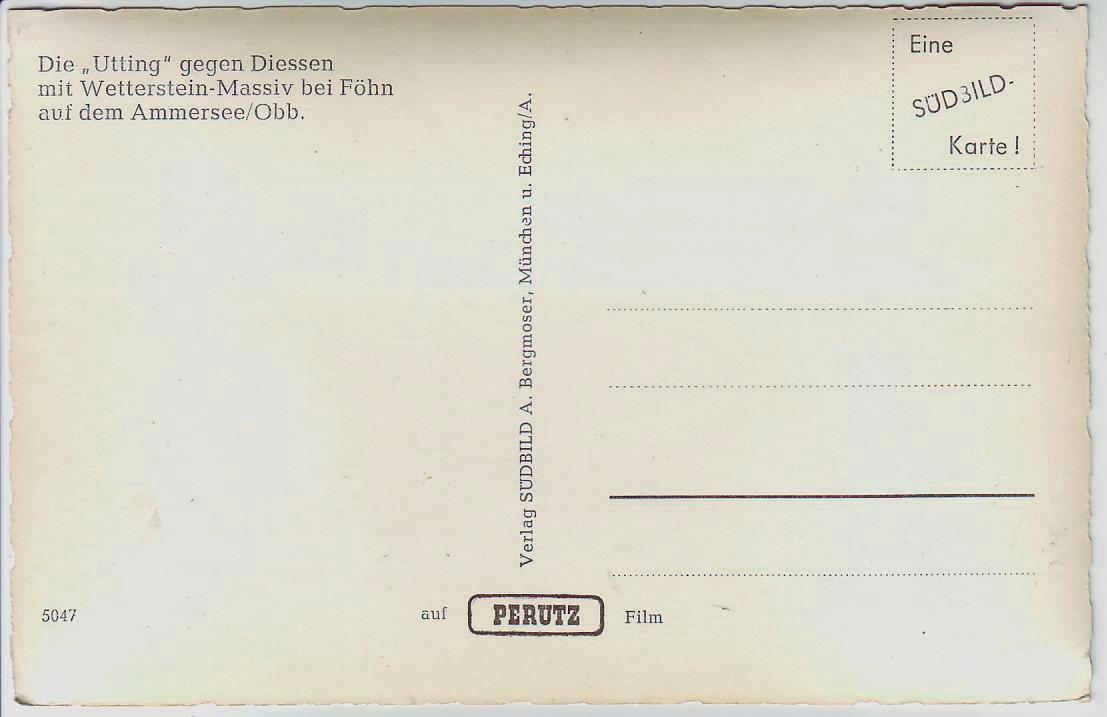 Die „Utting" gegen Diessen
mit Wetterstein-Massiv bei Föhn
auf dem Ammersee/Obb.
Verlag SÜDBILD A. Bergmoser, München u. Eching/A.
Eine
SÜDBILD-
Karte !
5047
auf PERUTZ Film